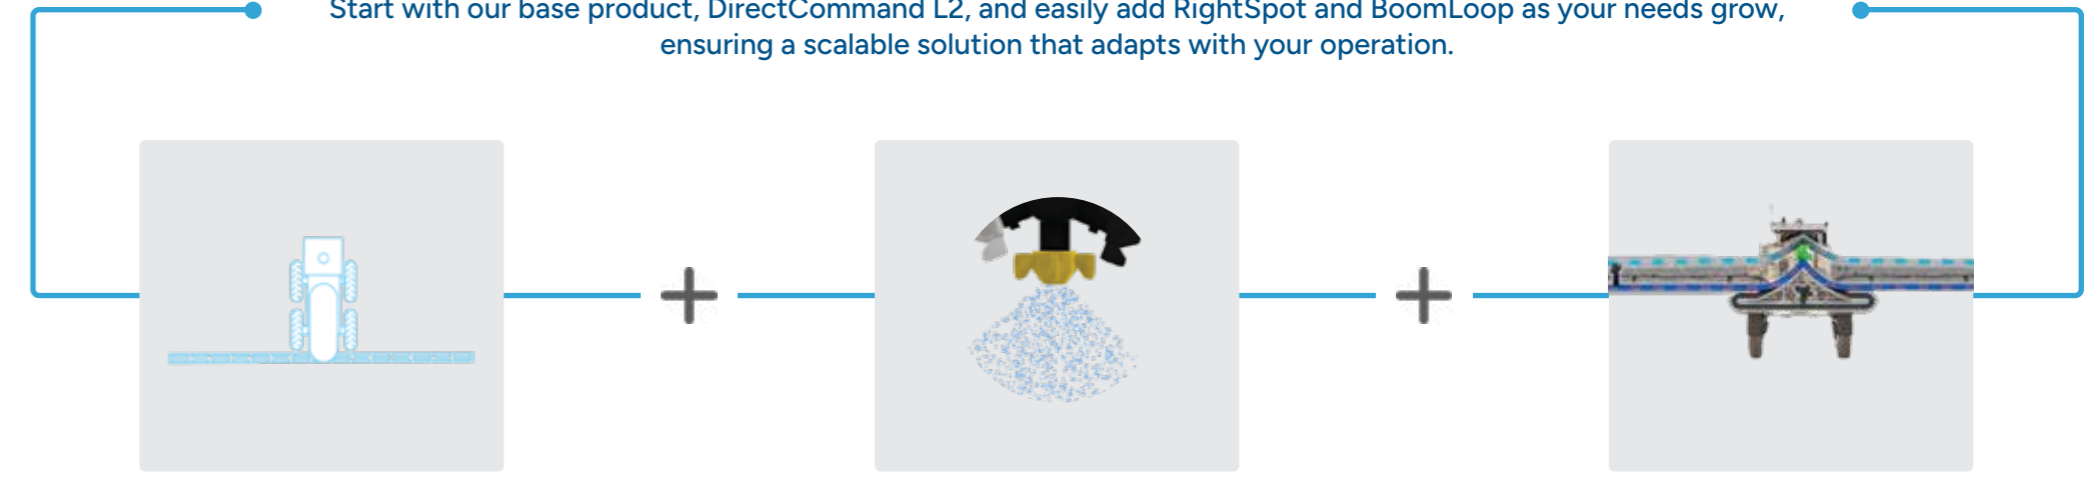 Start with our base product, DirectCommand L2, and easily add RightSpot and BoomLoop as your needs grow,
ensuring a scalable solution that adapts with your operation.